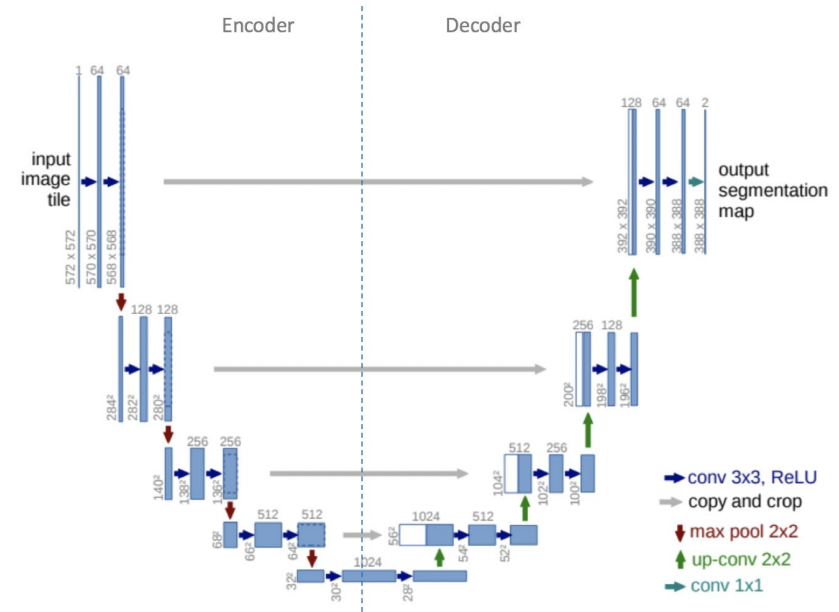 Encoder
Decoder
1 64 64
128 64 64 2
input
image
tile
output
segmentation
map
572 x 572
570 x 570
568 x 568
392 x 392
390 x 390
388 x 388
388 x 388
128 128
256 128
284²
282²
280²
200²
198²
196²
256 256
512 256
140²
138²
136²
104²
102²
100²
conv 3x3, ReLU
copy and crop
max pool 2x2
up-conv 2x2
conv 1x1
512 512
1024 512
68²
66²
64²
56²
54²
52²
1024
32²
30²
28²